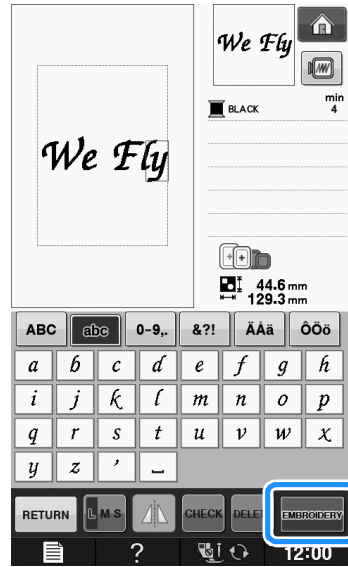 We Fly
We Fly
BLACK
min
4
44.6 mm
129.3 mm
ABC abc 0~9,. &?! ÄÅä ÔÖö
a b c d e f g h
i j k l m n o p
q r s t u v w x
y z ’ ⎵
RETURN L M S CHECK DELE EMBROIDERY
? 12:00